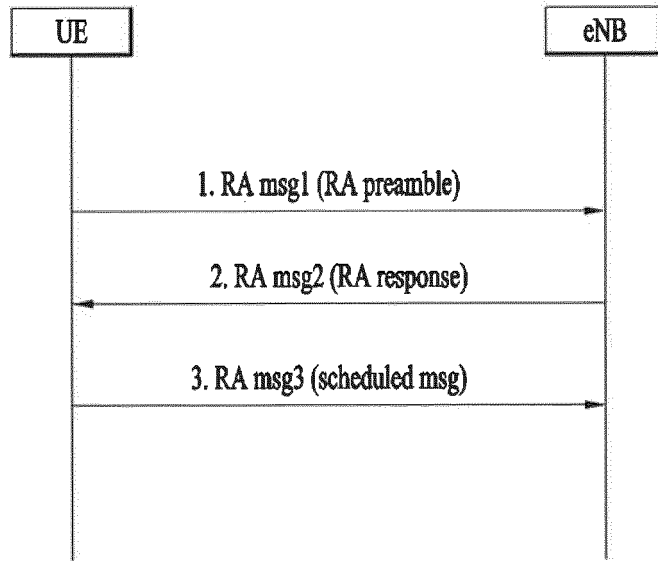 UE
eNB
1. RA msg1 (RA preamble)
2. RA msg2 (RA response)
3. RA msg3 (scheduled msg)